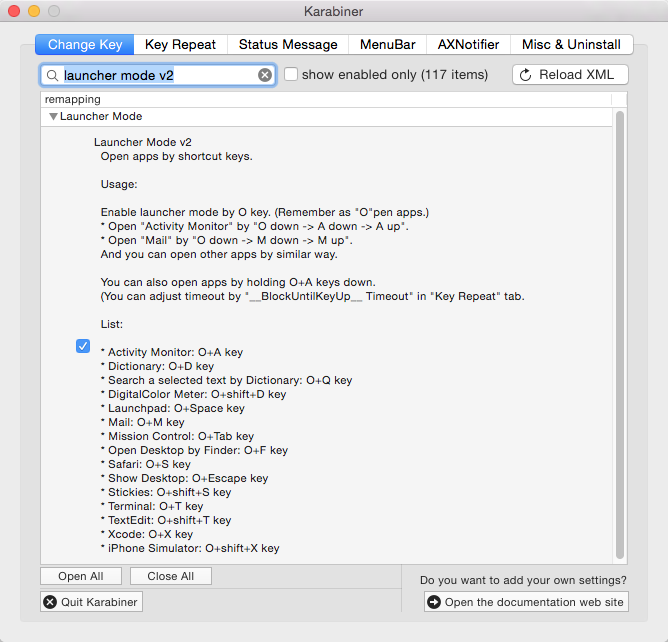 Karabiner
Change Key Key Repeat Status Message MenuBar AXNotifier Misc & Uninstall
launcher mode v2 show enabled only (117 items) Reload XML
remapping
Launcher Mode
Launcher Mode v2
Open apps by shortcut keys.
Usage:
Enable launcher mode by O key. (Remember as "O"pen apps.)
* Open "Activity Monitor" by "O down -> A down -> A up".
* Open "Mail" by "O down -> M down -> M up".
And you can open other apps by similar way.
You can also open apps by holding O+A keys down.
(You can adjust timeout by "__BlockUntilKeyUp__ Timeout" in "Key Repeat" tab.
List:
* Activity Monitor: O+A key
* Dictionary: O+D key
* Search a selected text by Dictionary: O+Q key
* DigitalColor Meter: O+shift+D key
* Launchpad: O+Space key
* Mail: O+M key
* Mission Control: O+Tab key
* Open Desktop by Finder: O+F key
* Safari: O+S key
* Show Desktop: O+Escape key
* Stickies: O+shift+S key
* Terminal: O+T key
* TextEdit: O+shift+T key
* Xcode: O+X key
* iPhone Simulator: O+shift+X key
Open All Close All
Do you want to add your own settings?
Quit Karabiner Open the documentation web site